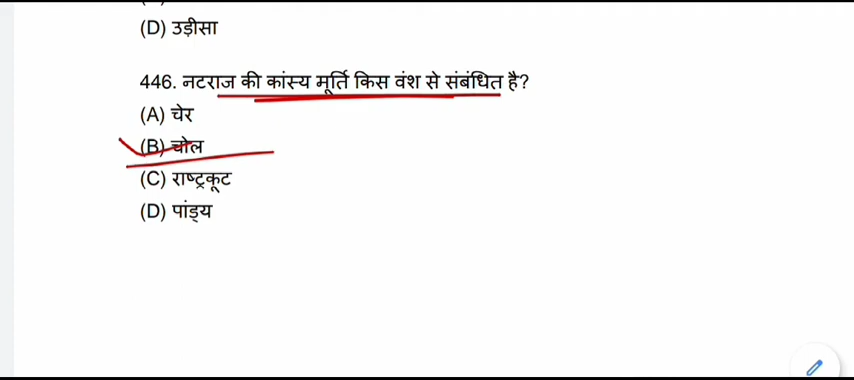 (D) उड़ीसा
446. नटराज की कांस्य मूर्ति किस वंश से संबंधित है?
(A) चेर
(B) चोल
(C) राष्ट्रकूट
(D) पांड्य